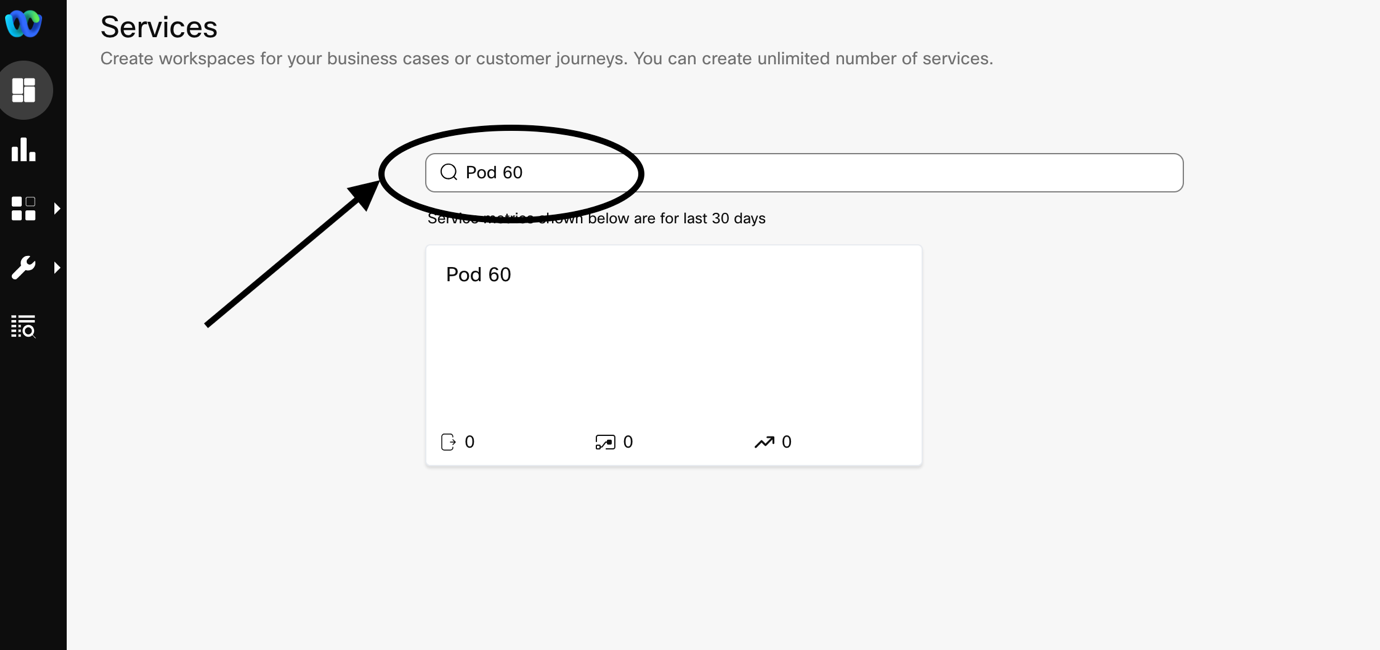 Services
Create workspaces for your business cases or customer journeys. You can create unlimited number of services.
Pod 60
Service metrics shown below are for last 30 days
Pod 60
0 0 0